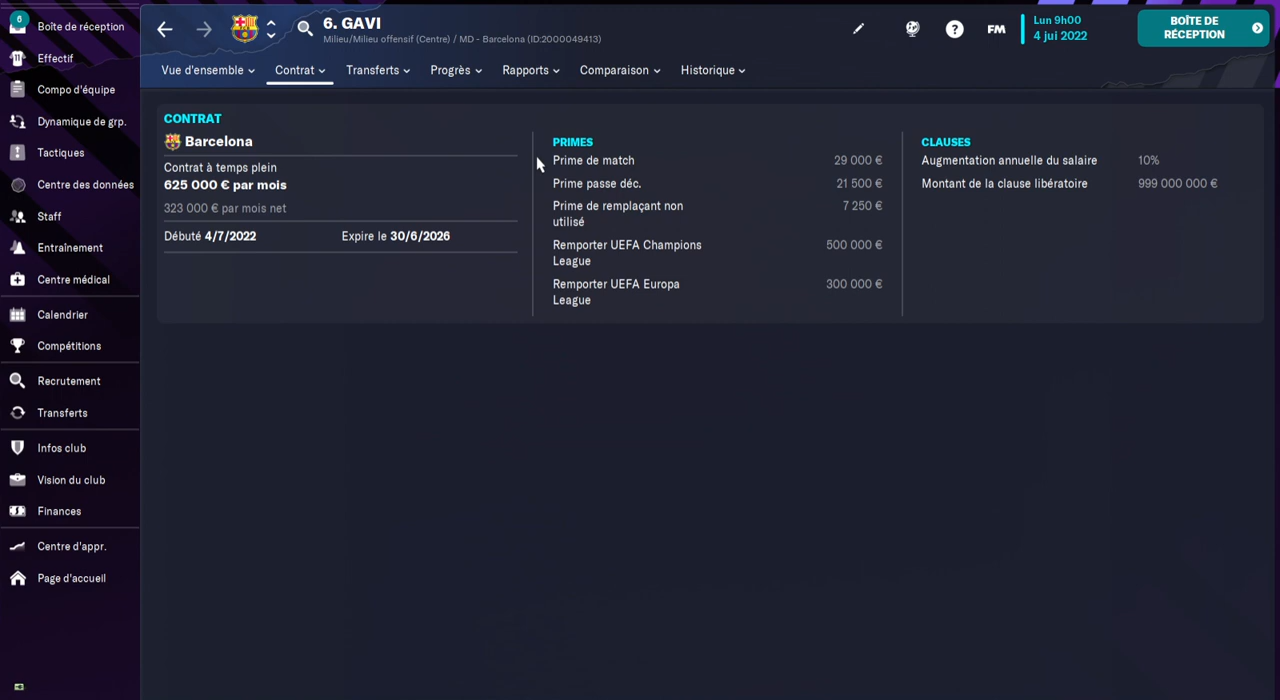 6
Boîte de réception
Effectif
Compo d'équipe
Dynamique de grp.
Tactiques
Centre des données
Staff
Entraînement
Centre médical
Calendrier
Compétitions
Recrutement
Transferts
Infos club
Vision du club
Finances
Centre d'appr.
Page d'accueil
6. GAVI
Milieu/Milieu offensif (Centre) / MD - Barcelona (ID:2000049413)
?
FM
Lun 9h00
4 jui 2022
BOÎTE DE
RÉCEPTION
Vue d'ensemble
Contrat
Transferts
Progrès
Rapports
Comparaison
Historique
CONTRAT
Barcelona
Contrat à temps plein
625 000 € par mois
323 000 € par mois net
Débuté 4/7/2022 Expire le 30/6/2026
PRIMES
Prime de match 29 000 €
Prime passe déc. 21 500 €
Prime de remplaçant non
utilisé 7 250 €
Remporter UEFA Champions
League 500 000 €
Remporter UEFA Europa
League 300 000 €
CLAUSES
Augmentation annuelle du salaire 10%
Montant de la clause libératoire 999 000 000 €